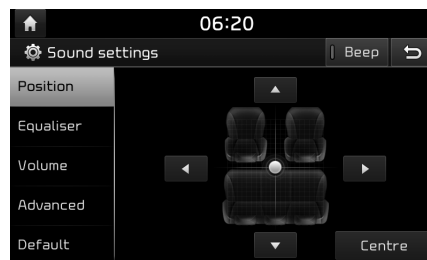 06:20
Sound settings
Beep
Position
Equaliser
Volume
Advanced
Default
Centre